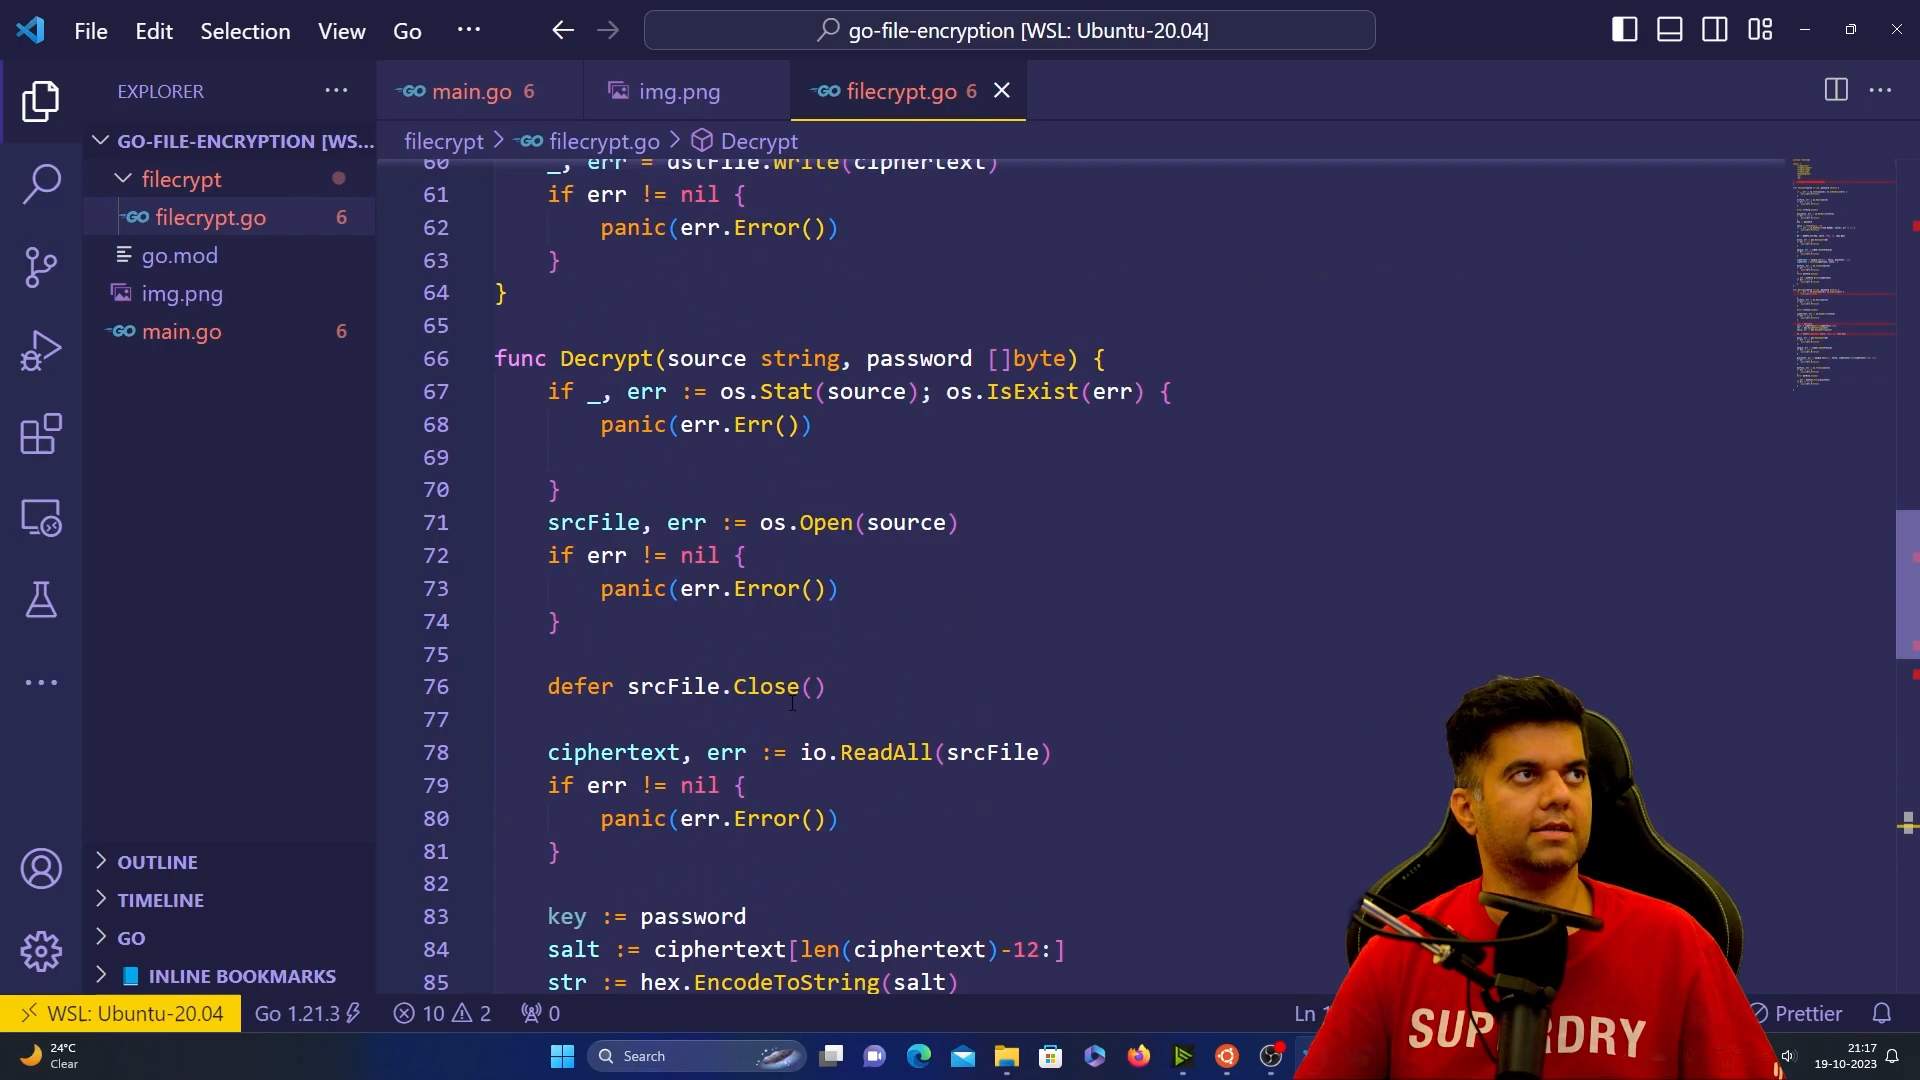 File Edit Selection View Go ··· go-file-encryption [WSL: Ubuntu-20.04]
EXPLORER
GO-FILE-ENCRYPTION [WS...
filecrypt
filecrypt.go 6
go.mod
img.png
main.go 6
OUTLINE
TIMELINE
GO
INLINE BOOKMARKS
main.go 6 img.png filecrypt.go 6
filecrypt > filecrypt.go > Decrypt
60 _, err = dstFile.Write(ciphertext)
61 if err != nil {
62 panic(err.Error())
63 }
64 }
65
66 func Decrypt(source string, password []byte) {
67 if _, err := os.Stat(source); os.IsExist(err) {
68 panic(err.Err())
69
70 }
71 srcFile, err := os.Open(source)
72 if err != nil {
73 panic(err.Error())
74 }
75
76 defer srcFile.Close()
77
78 ciphertext, err := io.ReadAll(srcFile)
79 if err != nil {
80 panic(err.Error())
81 }
82
83 key := password
84 salt := ciphertext[len(ciphertext)-12:]
85 str := hex.EncodeToString(salt)
WSL: Ubuntu-20.04 Go 1.21.3 10 2 0 Ln Prettier
24°C
Clear
Search
21:17
19-10-2023
SUPERDRY